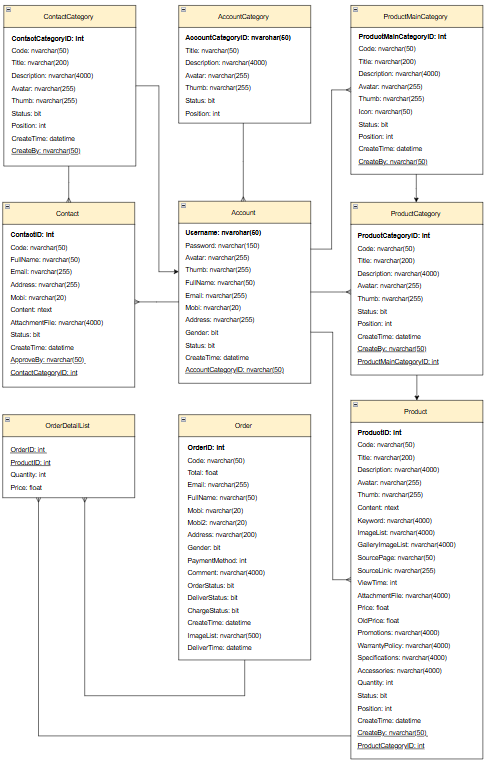 ContactCategory
ContactCategoryID: int
Code: nvarchar(50)
Title: nvarchar(200)
Description: nvarchar(4000)
Avatar: nvarchar(255)
Thumb: nvarchar(255)
Status: bit
Position: int
CreateTime: datetime
CreateBy: nvarchar(50)
AccountCategory
AccountCategoryID: nvarchar(50)
Title: nvarchar(50)
Description: nvarchar(4000)
Avatar: nvarchar(255)
Thumb: nvarchar(255)
Status: bit
Position: int
ProductMainCategory
ProductMainCategoryID: int
Code: nvarchar(50)
Title: nvarchar(200)
Description: nvarchar(4000)
Avatar: nvarchar(255)
Thumb: nvarchar(255)
Icon: nvarchar(50)
Status: bit
Position: int
CreateTime: datetime
CreateBy: nvarchar(50)
Contact
ContactID: int
Code: nvarchar(50)
FullName: nvarchar(50)
Email: nvarchar(255)
Address: nvarchar(255)
Mobi: nvarchar(20)
Content: ntext
AttachmentFile: nvarchar(4000)
Status: bit
CreateTime: datetime
ApproveBy: nvarchar(50)
ContactCategoryID: int
Account
Username: nvarchar(50)
Password: nvarchar(150)
Avatar: nvarchar(255)
Thumb: nvarchar(255)
FullName: nvarchar(50)
Email: nvarchar(255)
Mobi: nvarchar(20)
Address: nvarchar(255)
Gender: bit
Status: bit
CreateTime: datetime
AccountCategoryID: nvarchar(50)
ProductCategory
ProductCategoryID: int
Code: nvarchar(50)
Title: nvarchar(200)
Description: nvarchar(4000)
Avatar: nvarchar(255)
Thumb: nvarchar(255)
Status: bit
Position: int
CreateTime: datetime
CreateBy: nvarchar(50)
ProductMainCategoryID: int
OrderDetailList
OrderID: int
ProductID: int
Quantity: int
Price: float
Order
OrderID: int
Code: nvarchar(50)
Total: float
Email: nvarchar(255)
FullName: nvarchar(50)
Mobi: nvarchar(20)
Mobi2: nvarchar(20)
Address: nvarchar(200)
Gender: bit
PaymentMethod: int
Comment: nvarchar(4000)
OrderStatus: bit
DeliverStatus: bit
ChargeStatus: bit
CreateTime: datetime
ImageList: nvarchar(500)
DeliverTime: datetime
Product
ProductID: int
Code: nvarchar(50)
Title: nvarchar(200)
Description: nvarchar(4000)
Avatar: nvarchar(255)
Thumb: nvarchar(255)
Content: ntext
Keyword: nvarchar(4000)
ImageList: nvarchar(4000)
GalleryImageList: nvarchar(4000)
SourcePage: nvarchar(50)
SourceLink: nvarchar(255)
ViewTime: int
AttachmentFile: nvarchar(4000)
Price: float
OldPrice: float
Promotions: nvarchar(4000)
WarrantyPolicy: nvarchar(4000)
Specifications: nvarchar(4000)
Accessories: nvarchar(4000)
Quantity: int
Status: bit
Position: int
CreateTime: datetime
CreateBy: nvarchar(50)
ProductCategoryID: int